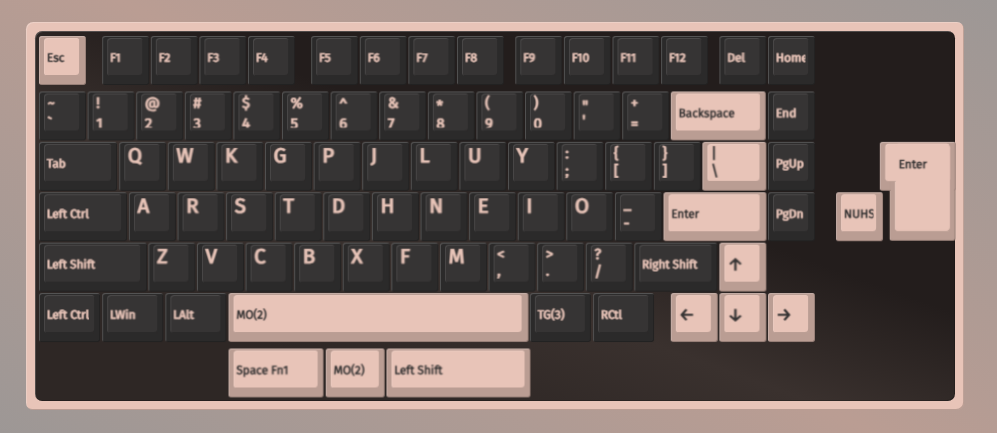 Esc F1 F2 F3 F4 F5 F6 F7 F8 F9 F10 F11 F12 Del Home
~ ! @ # $ % ^ & * ( ) " +
` 1 2 3 4 5 6 7 8 9 0 ' = Backspace End
Tab Q W K G P J L U Y : { } | PgUp Enter
; [ ] \
Left Ctrl A R S T D H N E I O _ Enter PgDn NUHS
-
Left Shift Z V C B X F M < > ? Right Shift ↑
, . /
Left Ctrl LWin LAlt MO(2) TG(3) RCtl ← ↓ →
Space Fn1 MO(2) Left Shift